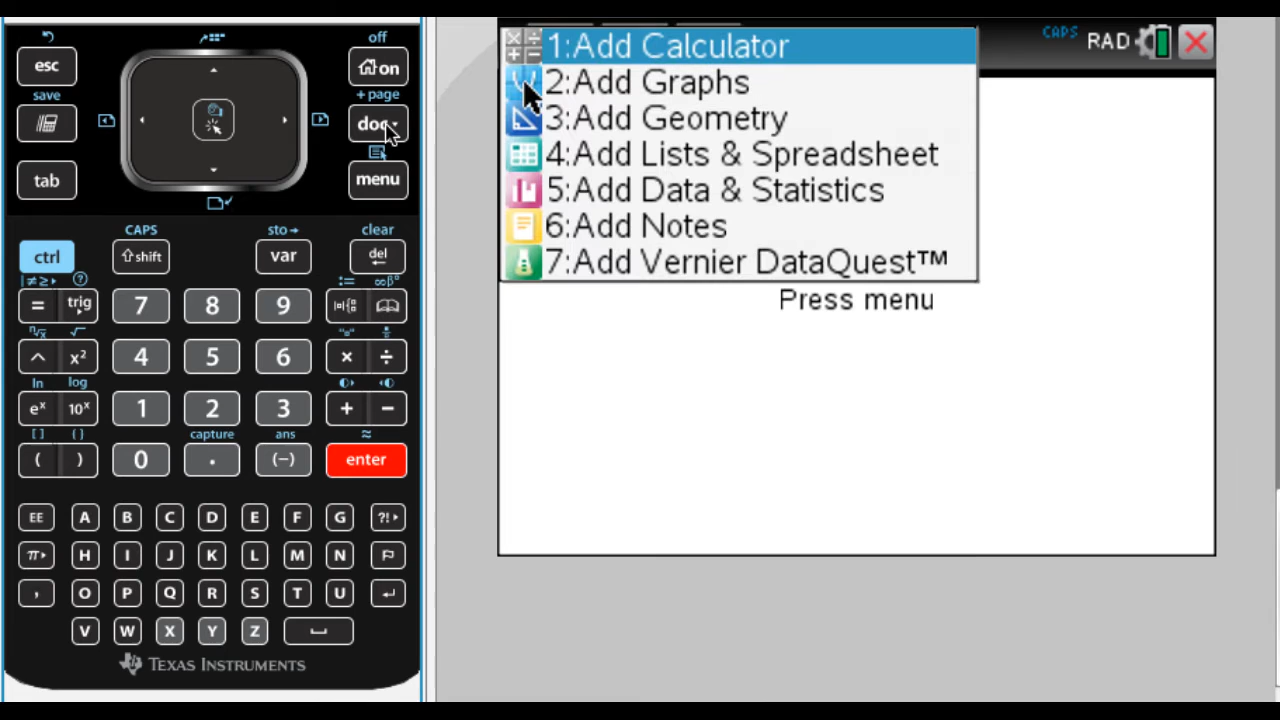 off
esc
on
save
+ page
doc
tab
menu
CAPS
sto→
clear
ctrl
⇧shift
var
del
|≠≥▸
?
:=
∞β°
=
trig
7
8
9
|□|{□
ⁿ√x
√
"□"
^
x²
4
5
6
×
÷
ln
log
eˣ
10ˣ
1
2
3
+
−
[ ]
{ }
capture
ans
≈
(
)
0
.
(−)
enter
EE
A
B
C
D
E
F
G
?!▸
π▸
H
I
J
K
L
M
N
,
O
P
Q
R
S
T
U
V
W
X
Y
Z
TEXAS INSTRUMENTS
CAPS RAD
1:Add Calculator
2:Add Graphs
3:Add Geometry
4:Add Lists & Spreadsheet
5:Add Data & Statistics
6:Add Notes
7:Add Vernier DataQuest™
Press menu